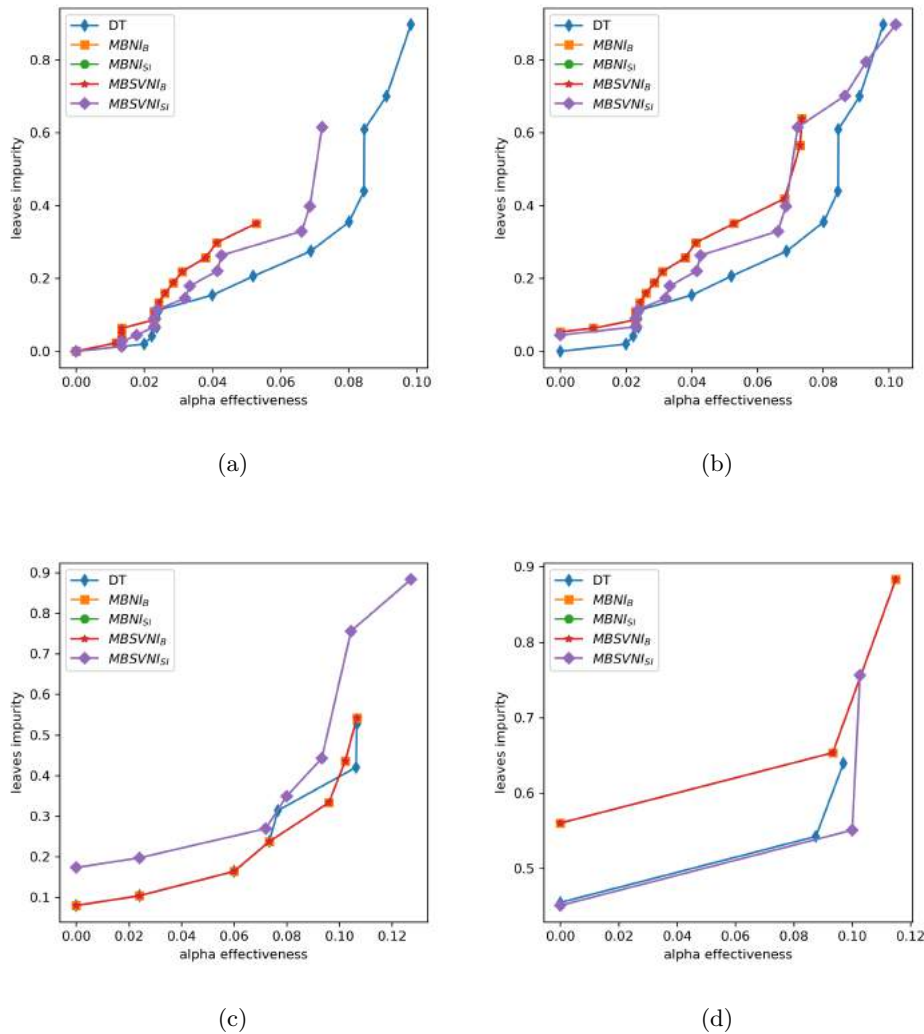 DT
MBNI_B
MBNI_SI
MBSVNI_B
MBSVNI_SI
0.8
0.6
0.4
0.2
0.0
leaves impurity
0.00 0.02 0.04 0.06 0.08 0.10
alpha effectiveness
(a)
DT
MBNI_B
MBNI_SI
MBSVNI_B
MBSVNI_SI
0.8
0.6
0.4
0.2
0.0
leaves impurity
0.00 0.02 0.04 0.06 0.08 0.10
alpha effectiveness
(b)
DT
MBNI_B
MBNI_SI
MBSVNI_B
MBSVNI_SI
0.9
0.8
0.7
0.6
0.5
0.4
0.3
0.2
0.1
leaves impurity
0.00 0.02 0.04 0.06 0.08 0.10 0.12
alpha effectiveness
(c)
DT
MBNI_B
MBNI_SI
MBSVNI_B
MBSVNI_SI
0.9
0.8
0.7
0.6
0.5
leaves impurity
0.00 0.02 0.04 0.06 0.08 0.10 0.12
alpha effectiveness
(d)